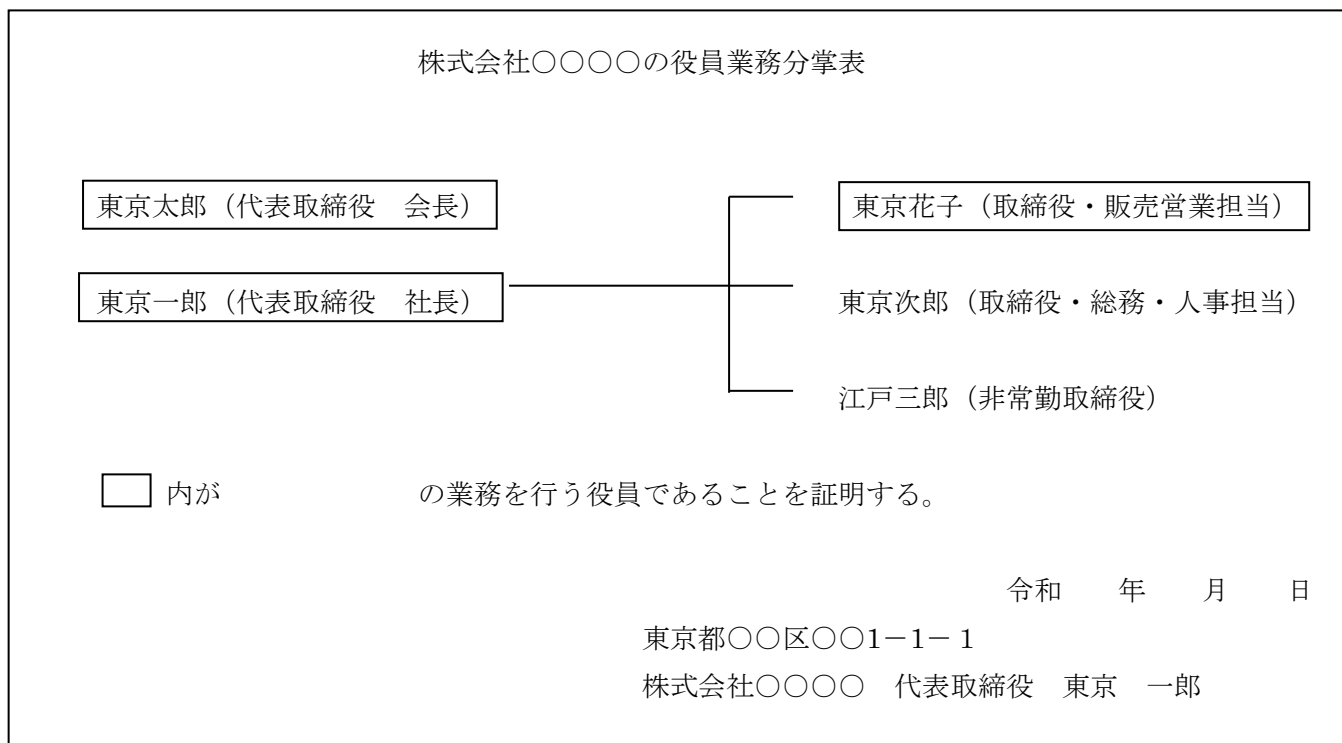 株式会社○○○○の役員業務分掌表
東京太郎（代表取締役　会長）
東京花子（取締役・販売営業担当）
東京一郎（代表取締役　社長）
東京次郎（取締役・総務・人事担当）
江戸三郎（非常勤取締役）
内が　　　　　　　の業務を行う役員であることを証明する。
令和　　年　　月　　日
東京都○○区○○1－1－1
株式会社○○○○　代表取締役　東京　一郎